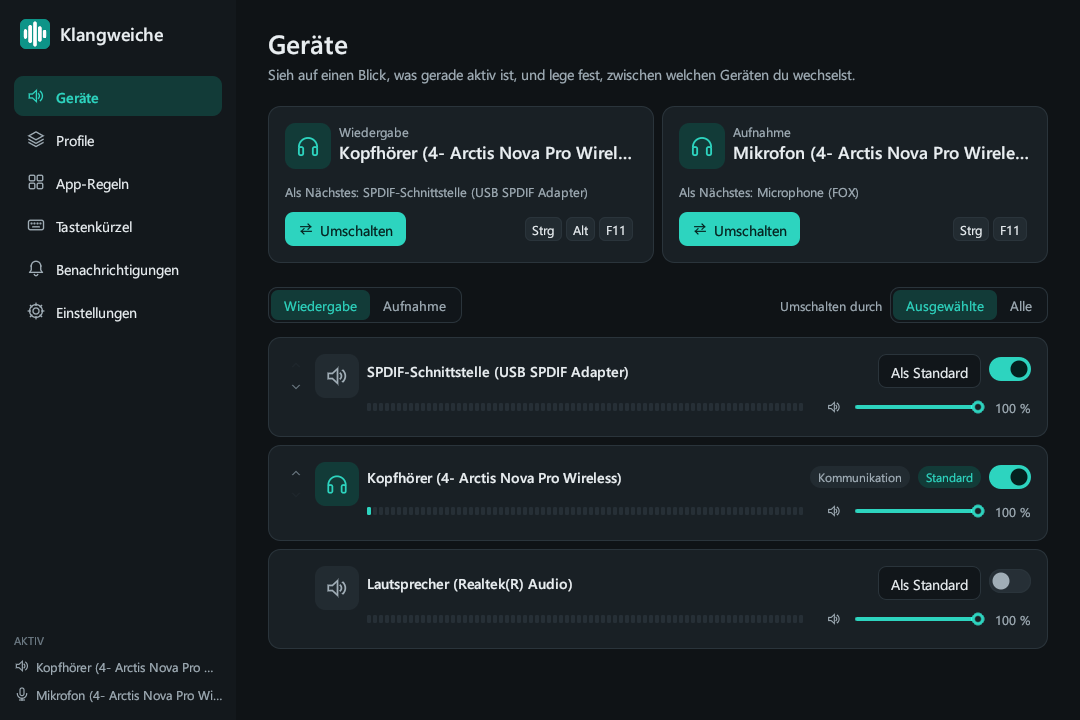 Klangweiche
Geräte
Profile
App-Regeln
Tastenkürzel
Benachrichtigungen
Einstellungen
AKTIV
Kopfhörer (4- Arctis Nova Pro ...
Mikrofon (4- Arctis Nova Pro Wi...
Geräte
Sieh auf einen Blick, was gerade aktiv ist, und lege fest, zwischen welchen Geräten du wechselst.
Wiedergabe
Kopfhörer (4- Arctis Nova Pro Wirel...
Als Nächstes: SPDIF-Schnittstelle (USB SPDIF Adapter)
Umschalten Strg Alt F11
Aufnahme
Mikrofon (4- Arctis Nova Pro Wirele...
Als Nächstes: Microphone (FOX)
Umschalten Strg F11
Wiedergabe Aufnahme Umschalten durch Ausgewählte Alle
SPDIF-Schnittstelle (USB SPDIF Adapter) Als Standard
100 %
Kopfhörer (4- Arctis Nova Pro Wireless) Kommunikation Standard
100 %
Lautsprecher (Realtek(R) Audio) Als Standard
100 %